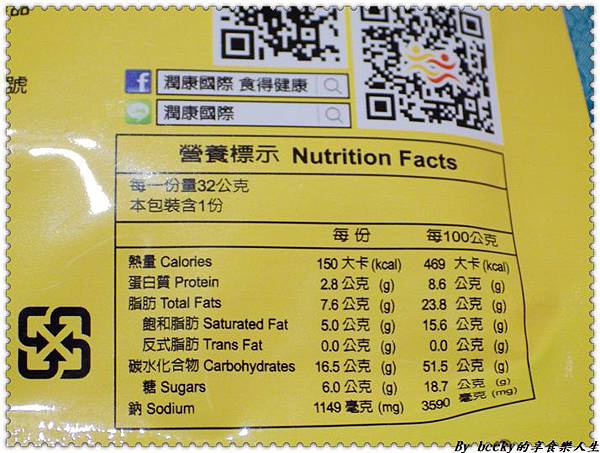 號
潤康國際 食得健康
潤康國際
營養標示 Nutrition Facts
每一份量32公克
本包裝含1份
每 份 每100公克
熱量 Calories 150 大卡 (kcal) 469 大卡 (kcal)
蛋白質 Protein 2.8 公克 (g) 8.6 公克 (g)
脂肪 Total Fats 7.6 公克 (g) 23.8 公克 (g)
飽和脂肪 Saturated Fat 5.0 公克 (g) 15.6 公克 (g)
反式脂肪 Trans Fat 0.0 公克 (g) 0.0 公克 (g)
碳水化合物 Carbohydrates 16.5 公克 (g) 51.5 公克 (g)
糖 Sugars 6.0 公克 (g) 18.7 公克 (g)
鈉 Sodium 1149 毫克 (mg) 3590 毫克 (mg)
By becky的享食樂人生